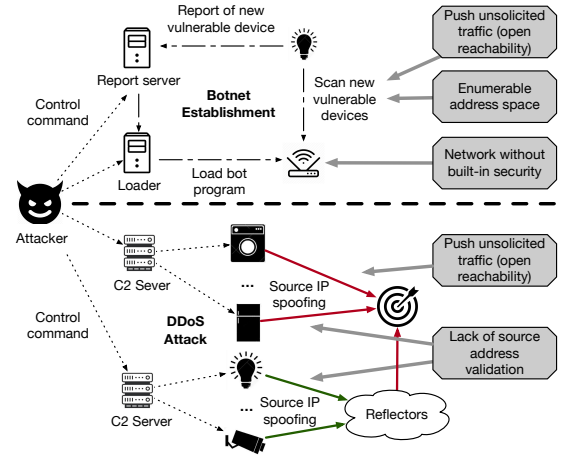 Report of new
vulnerable device
Push unsolicited
traffic (open
reachability)
Report server
Scan new
vulnerable
devices
Botnet
Establishment
Enumerable
address space
Control
command
Network without
built-in security
Loader
Load bot
program
Attacker
C2 Sever
Push unsolicited
traffic (open
reachability)
...
Source IP
spoofing
Control
command
DDoS
Attack
Lack of source
address
validation
C2 Server
...
Source IP
spoofing
Reflectors